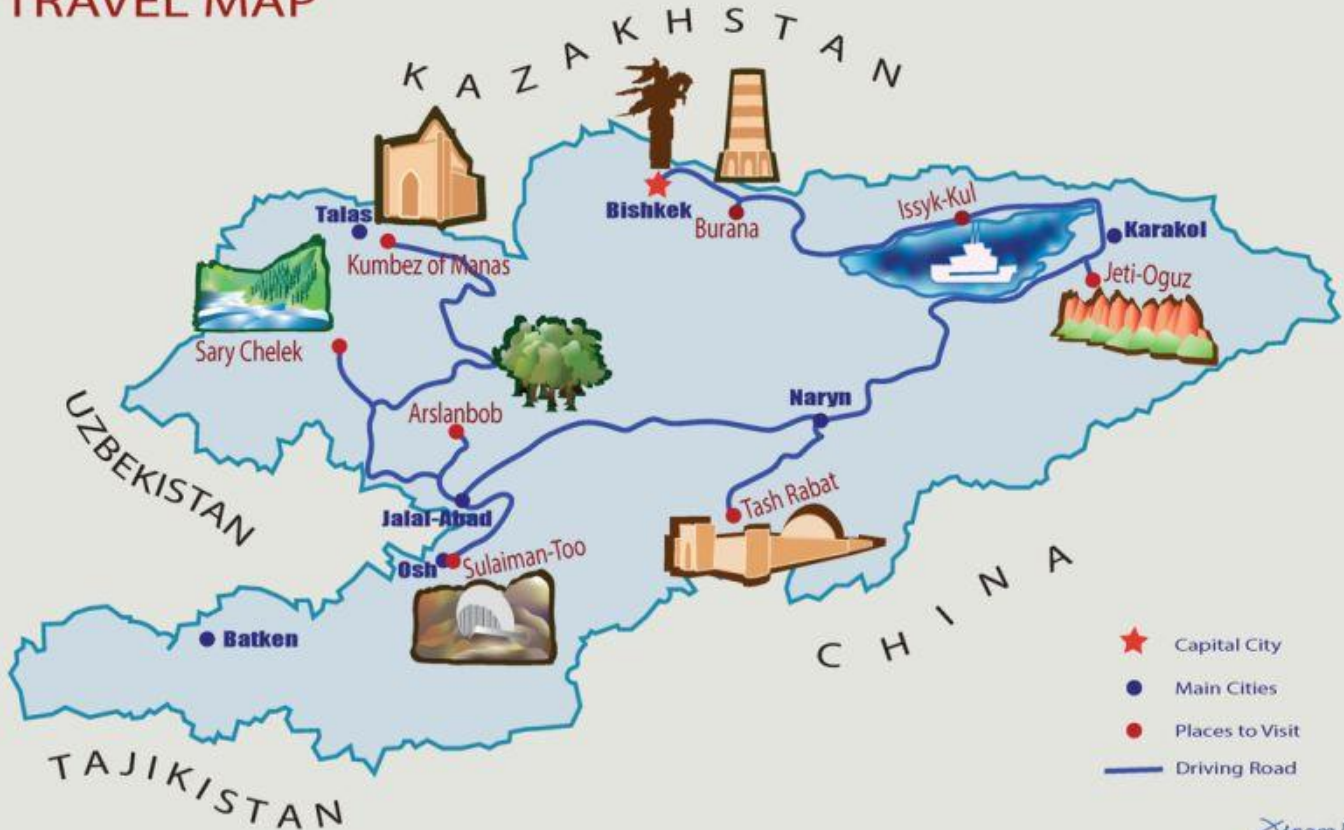 TRAVEL MAP
KAZAKHSTAN
Talas
Bishkek
Burana
Issyk-Kul
Karakol
Kumbez of Manas
Jeti-Oguz
Sary Chelek
Arslanbob
Naryn
UZBEKISTAN
Jalal-Abad
Tash Rabat
Osh
Sulaiman-Too
CHINA
Batken
TAJIKISTAN
Capital City
Main Cities
Places to Visit
Driving Road